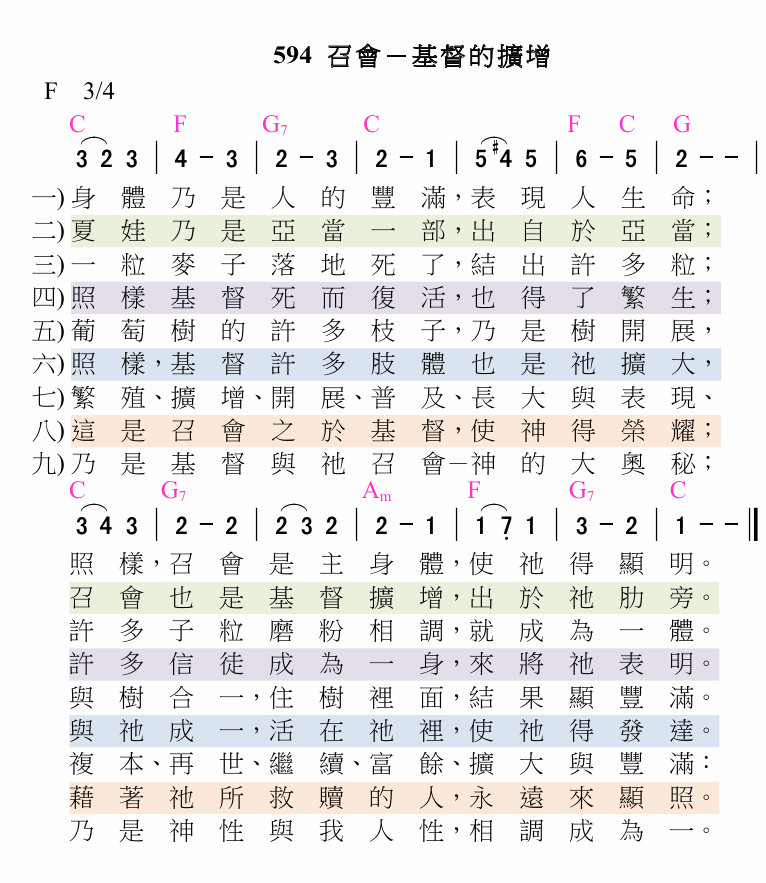 594 召會－基督的擴增
F 3/4
C F G7 C F C G
3 2 3 | 4 - 3 | 2 - 3 | 2 - 1 | 5 #4 5 | 6 - 5 | 2 - - |
一)身體乃是人的豐滿，表現人生命；
二)夏娃乃是亞當一部，出自於亞當；
三)一粒麥子落地死了，結出許多粒；
四)照樣基督死而復活，也得了繁生；
五)葡萄樹的許多枝子，乃是樹開展，
六)照樣，基督許多肢體也是祂擴大，
七)繁殖、擴增、開展、普及、長大與表現、
八)這是召會之於基督，使神得榮耀；
九)乃是基督與祂召會－神的大奧秘；
C G7 Am F G7 C
3 4 3 | 2 - 2 | 2 3 2 | 2 - 1 | 1 7̣ 1 | 3 - 2 | 1 - - ‖
照樣，召會是主身體，使祂得顯明。
召會也是基督擴增，出於祂肋旁。
許多子粒磨粉相調，就成為一體。
許多信徒成為一身，來將祂表明。
與樹合一，住樹裡面，結果顯豐滿。
與祂成一，活在祂裡，使祂得發達。
複本、再世、繼續、富餘、擴大與豐滿：
藉著祂所救贖的人，永遠來顯照。
乃是神性與我人性，相調成為一。